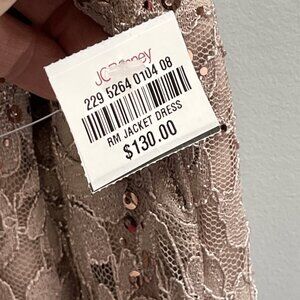 JCPenney
229 5264 0104 08
RM JACKET DRESS
$130.00